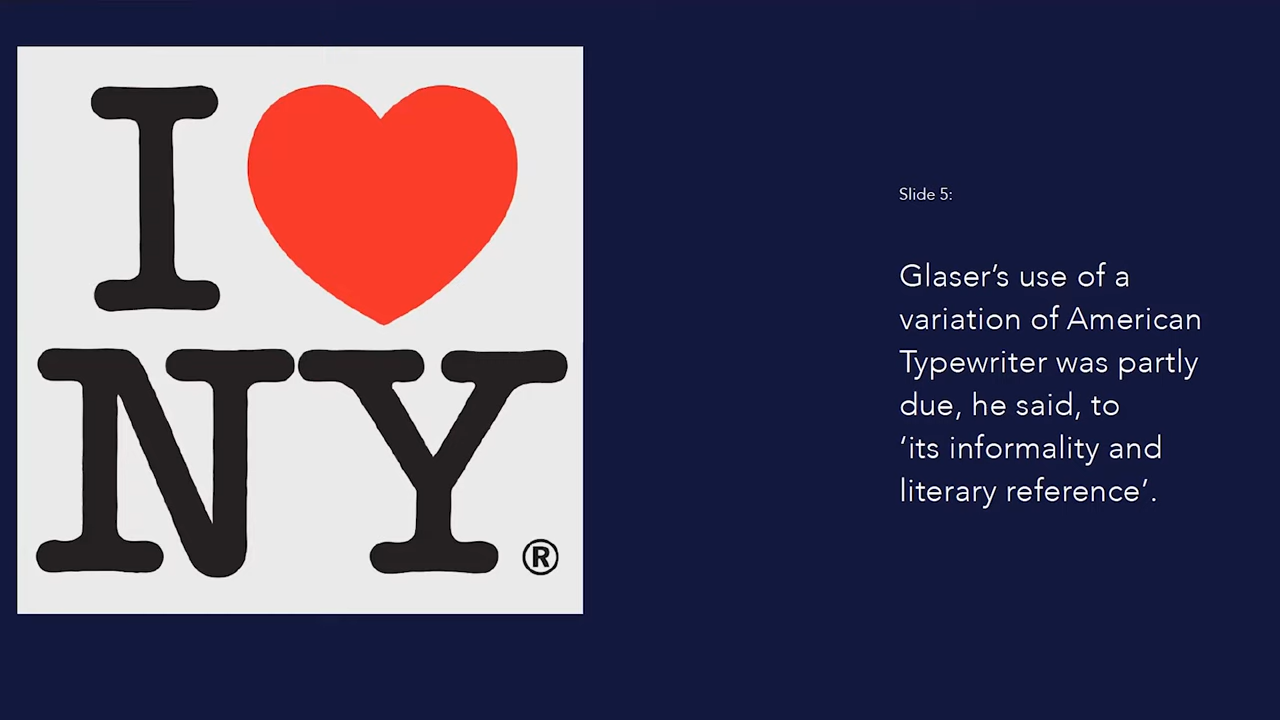 I ♥
NY®
Slide 5:
Glaser’s use of a
variation of American
Typewriter was partly
due, he said, to
‘its informality and
literary reference’.